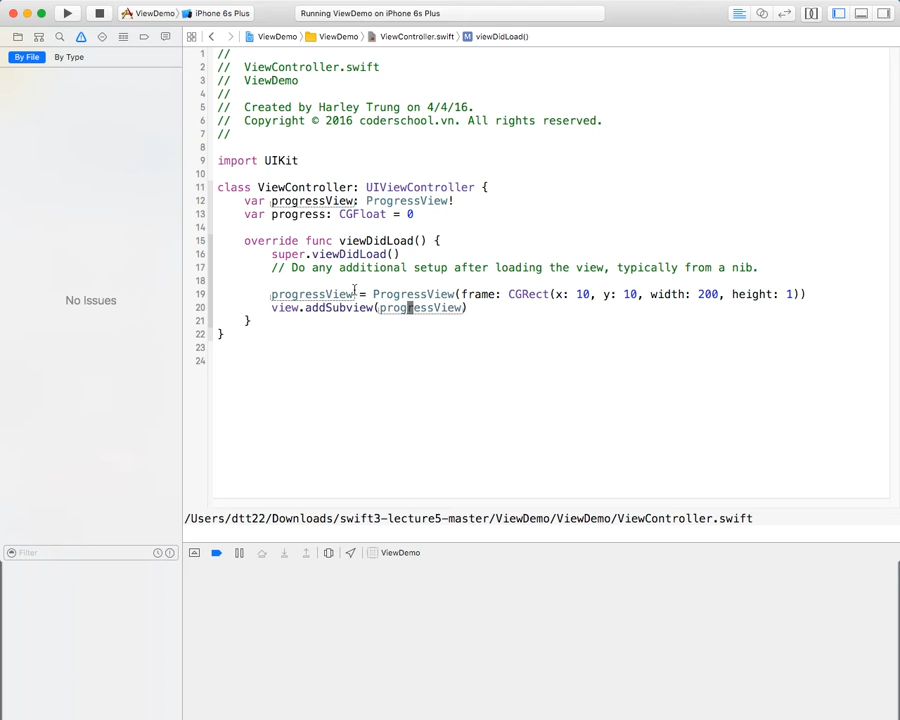 ViewDemo iPhone 6s Plus Running ViewDemo on iPhone 6s Plus
ViewDemo ViewDemo ViewController.swift M viewDidLoad()
By File By Type
No Issues
1 //
2 //  ViewController.swift
3 //  ViewDemo
4 //
5 //  Created by Harley Trung on 4/4/16.
6 //  Copyright © 2016 coderschool.vn. All rights reserved.
7 //
8
9 import UIKit
10
11 class ViewController: UIViewController {
12     var progressView: ProgressView!
13     var progress: CGFloat = 0
14
15     override func viewDidLoad() {
16         super.viewDidLoad()
17         // Do any additional setup after loading the view, typically from a nib.
18
19         progressView = ProgressView(frame: CGRect(x: 10, y: 10, width: 200, height: 1))
20         view.addSubview(progressView)
21     }
22 }
23
24
/Users/dtt22/Downloads/swift3-lecture5-master/ViewDemo/ViewDemo/ViewController.swift
Filter ViewDemo